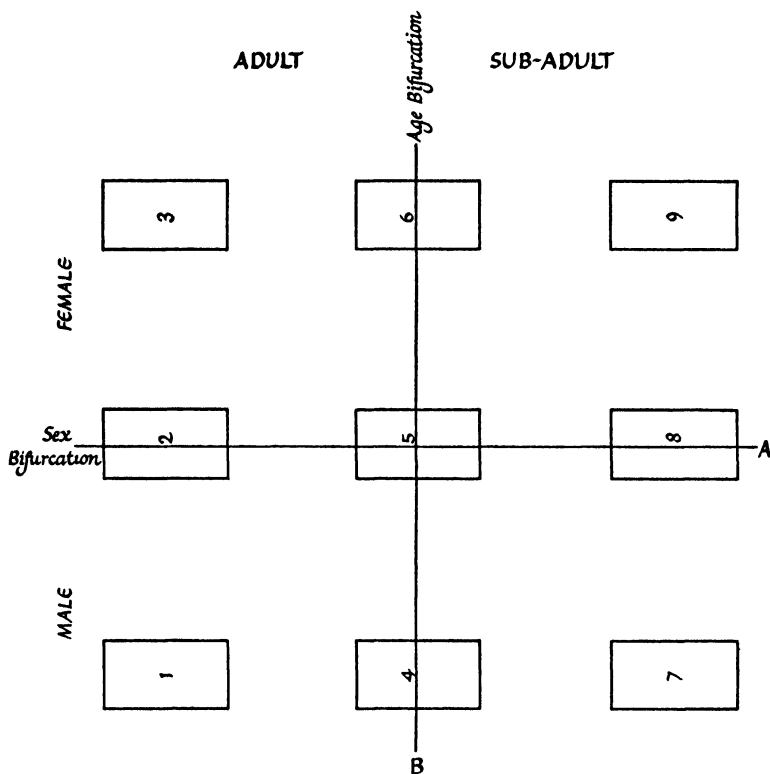 ADULT
Age Bifurcation
SUB-ADULT
3
6
9
FEMALE
Sex
Bifurcation
2
5
8
A
MALE
1
4
7
B